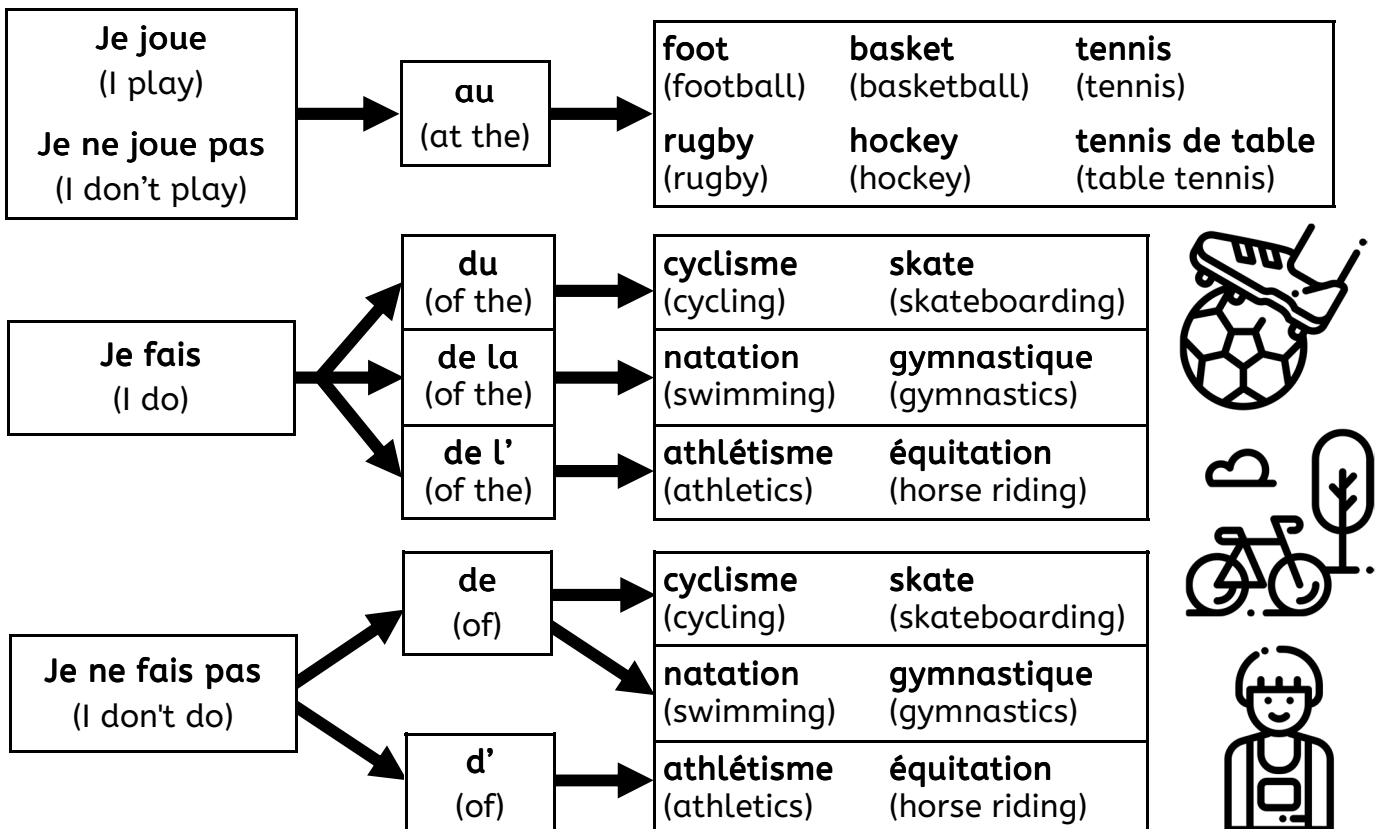 Je joue
(I play)
Je ne joue pas
(I don't play)
au
(at the)
foot basket tennis
(football) (basketball) (tennis)
rugby hockey tennis de table
(rugby) (hockey) (table tennis)
Je fais
(I do)
du
(of the)
cyclisme skate
(cycling) (skateboarding)
de la
(of the)
natation gymnastique
(swimming) (gymnastics)
de l’
(of the)
athlétisme équitation
(athletics) (horse riding)
Je ne fais pas
(I don't do)
de
(of)
cyclisme skate
(cycling) (skateboarding)
natation gymnastique
(swimming) (gymnastics)
d’
(of)
athlétisme équitation
(athletics) (horse riding)